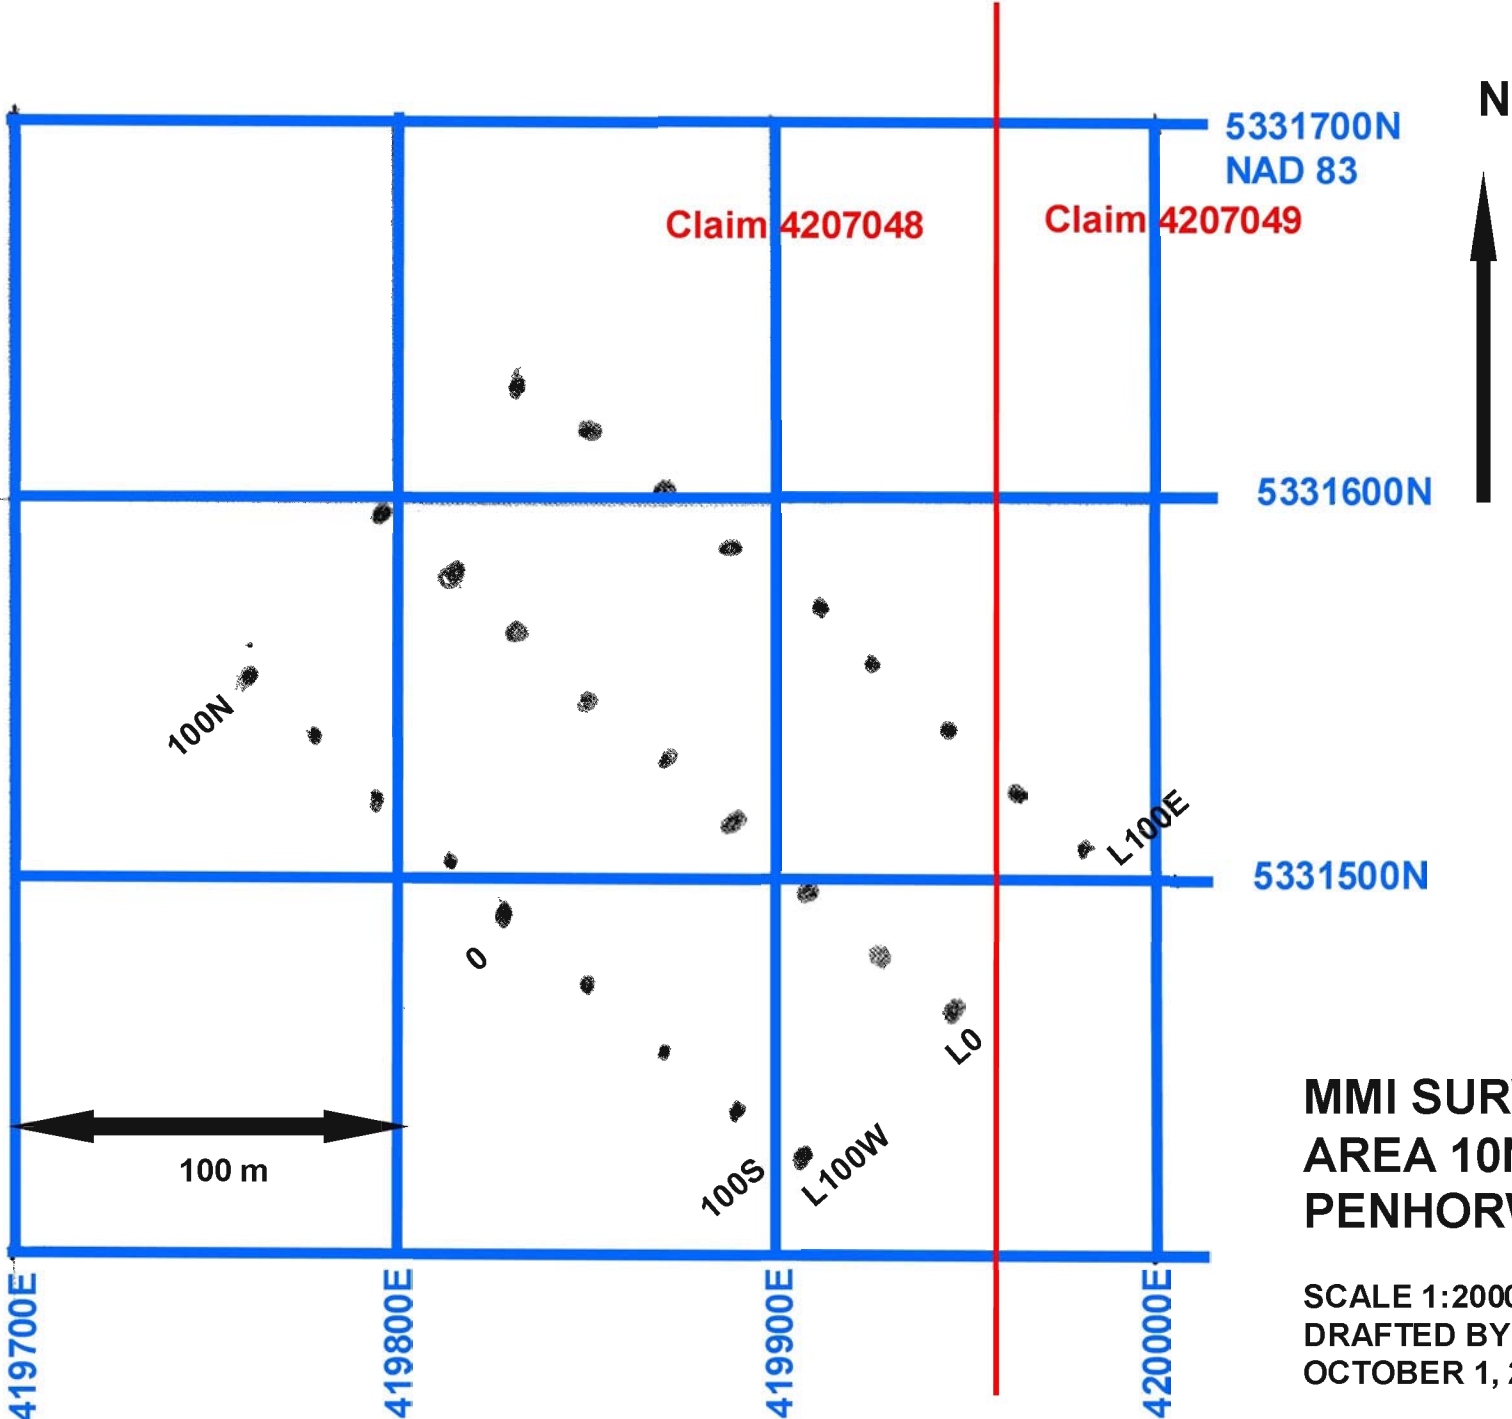 N
5331700N
NAD 83
Claim 4207048
Claim 4207049
5331600N
100N
L100E
5331500N
0
L0
MMI SUR
AREA 10
PENHOR
100 m
100S
L100W
SCALE 1:2000
DRAFTED BY
OCTOBER 1,
419700E
419800E
419900E
420000E